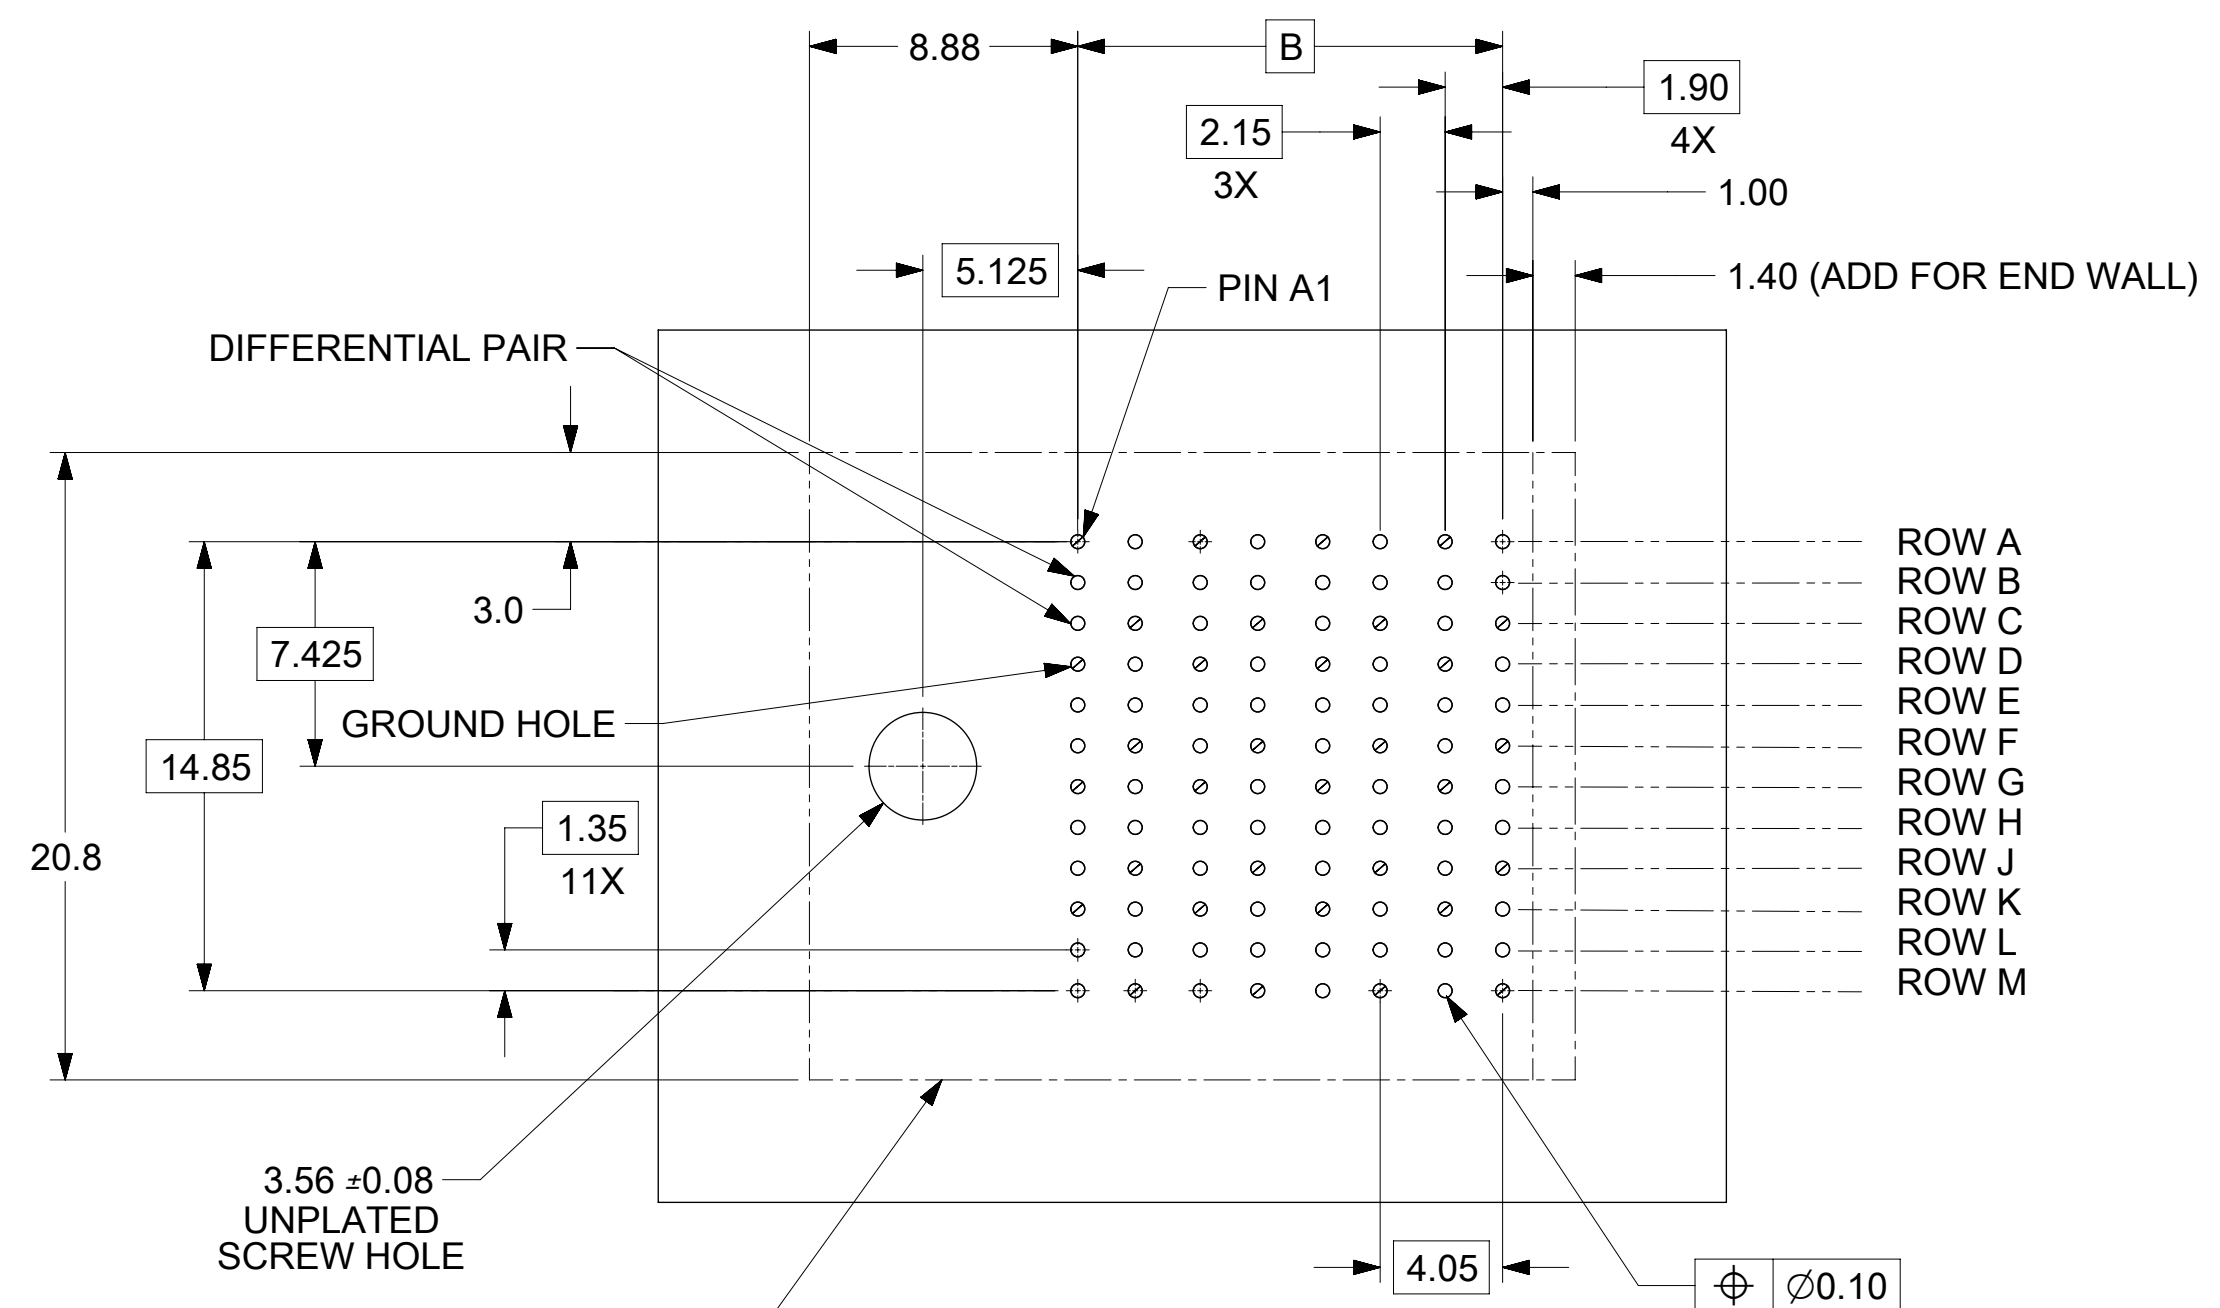 8.88
B
1.90
4X
2.15
3X
1.00
5.125
PIN A1
1.40 (ADD FOR END WALL)
DIFFERENTIAL PAIR
ROW A
ROW B
3.0
ROW C
7.425
ROW D
ROW E
GROUND HOLE
ROW F
14.85
ROW G
1.35
11X
ROW H
20.8
ROW J
ROW K
ROW L
ROW M
3.56 ±0.08
UNPLATED
SCREW HOLE
4.05
⌖ ∅0.10